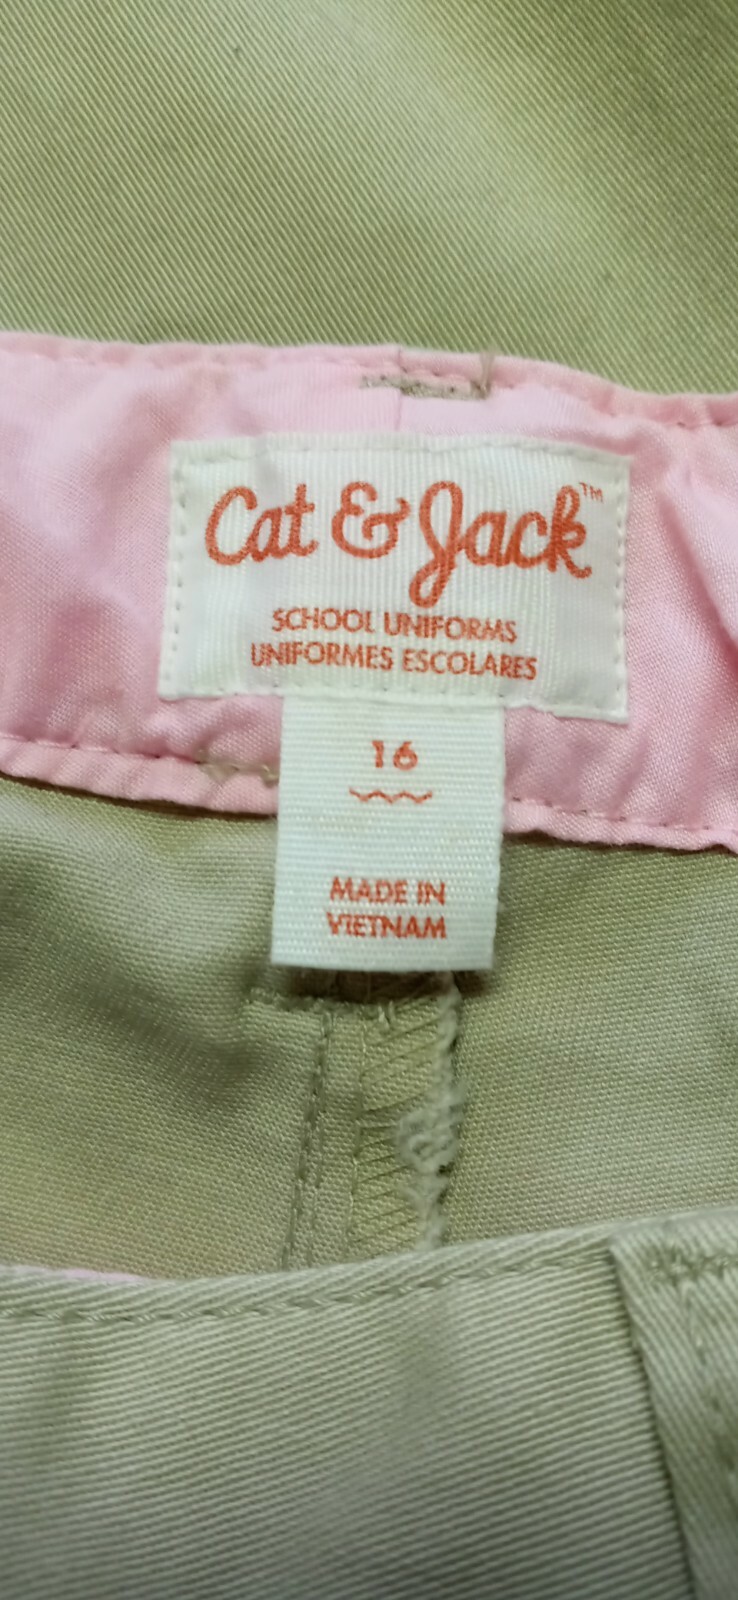 Cat & Jack™
SCHOOL UNIFORMS
UNIFORMES ESCOLARES
16
MADE IN
VIETNAM